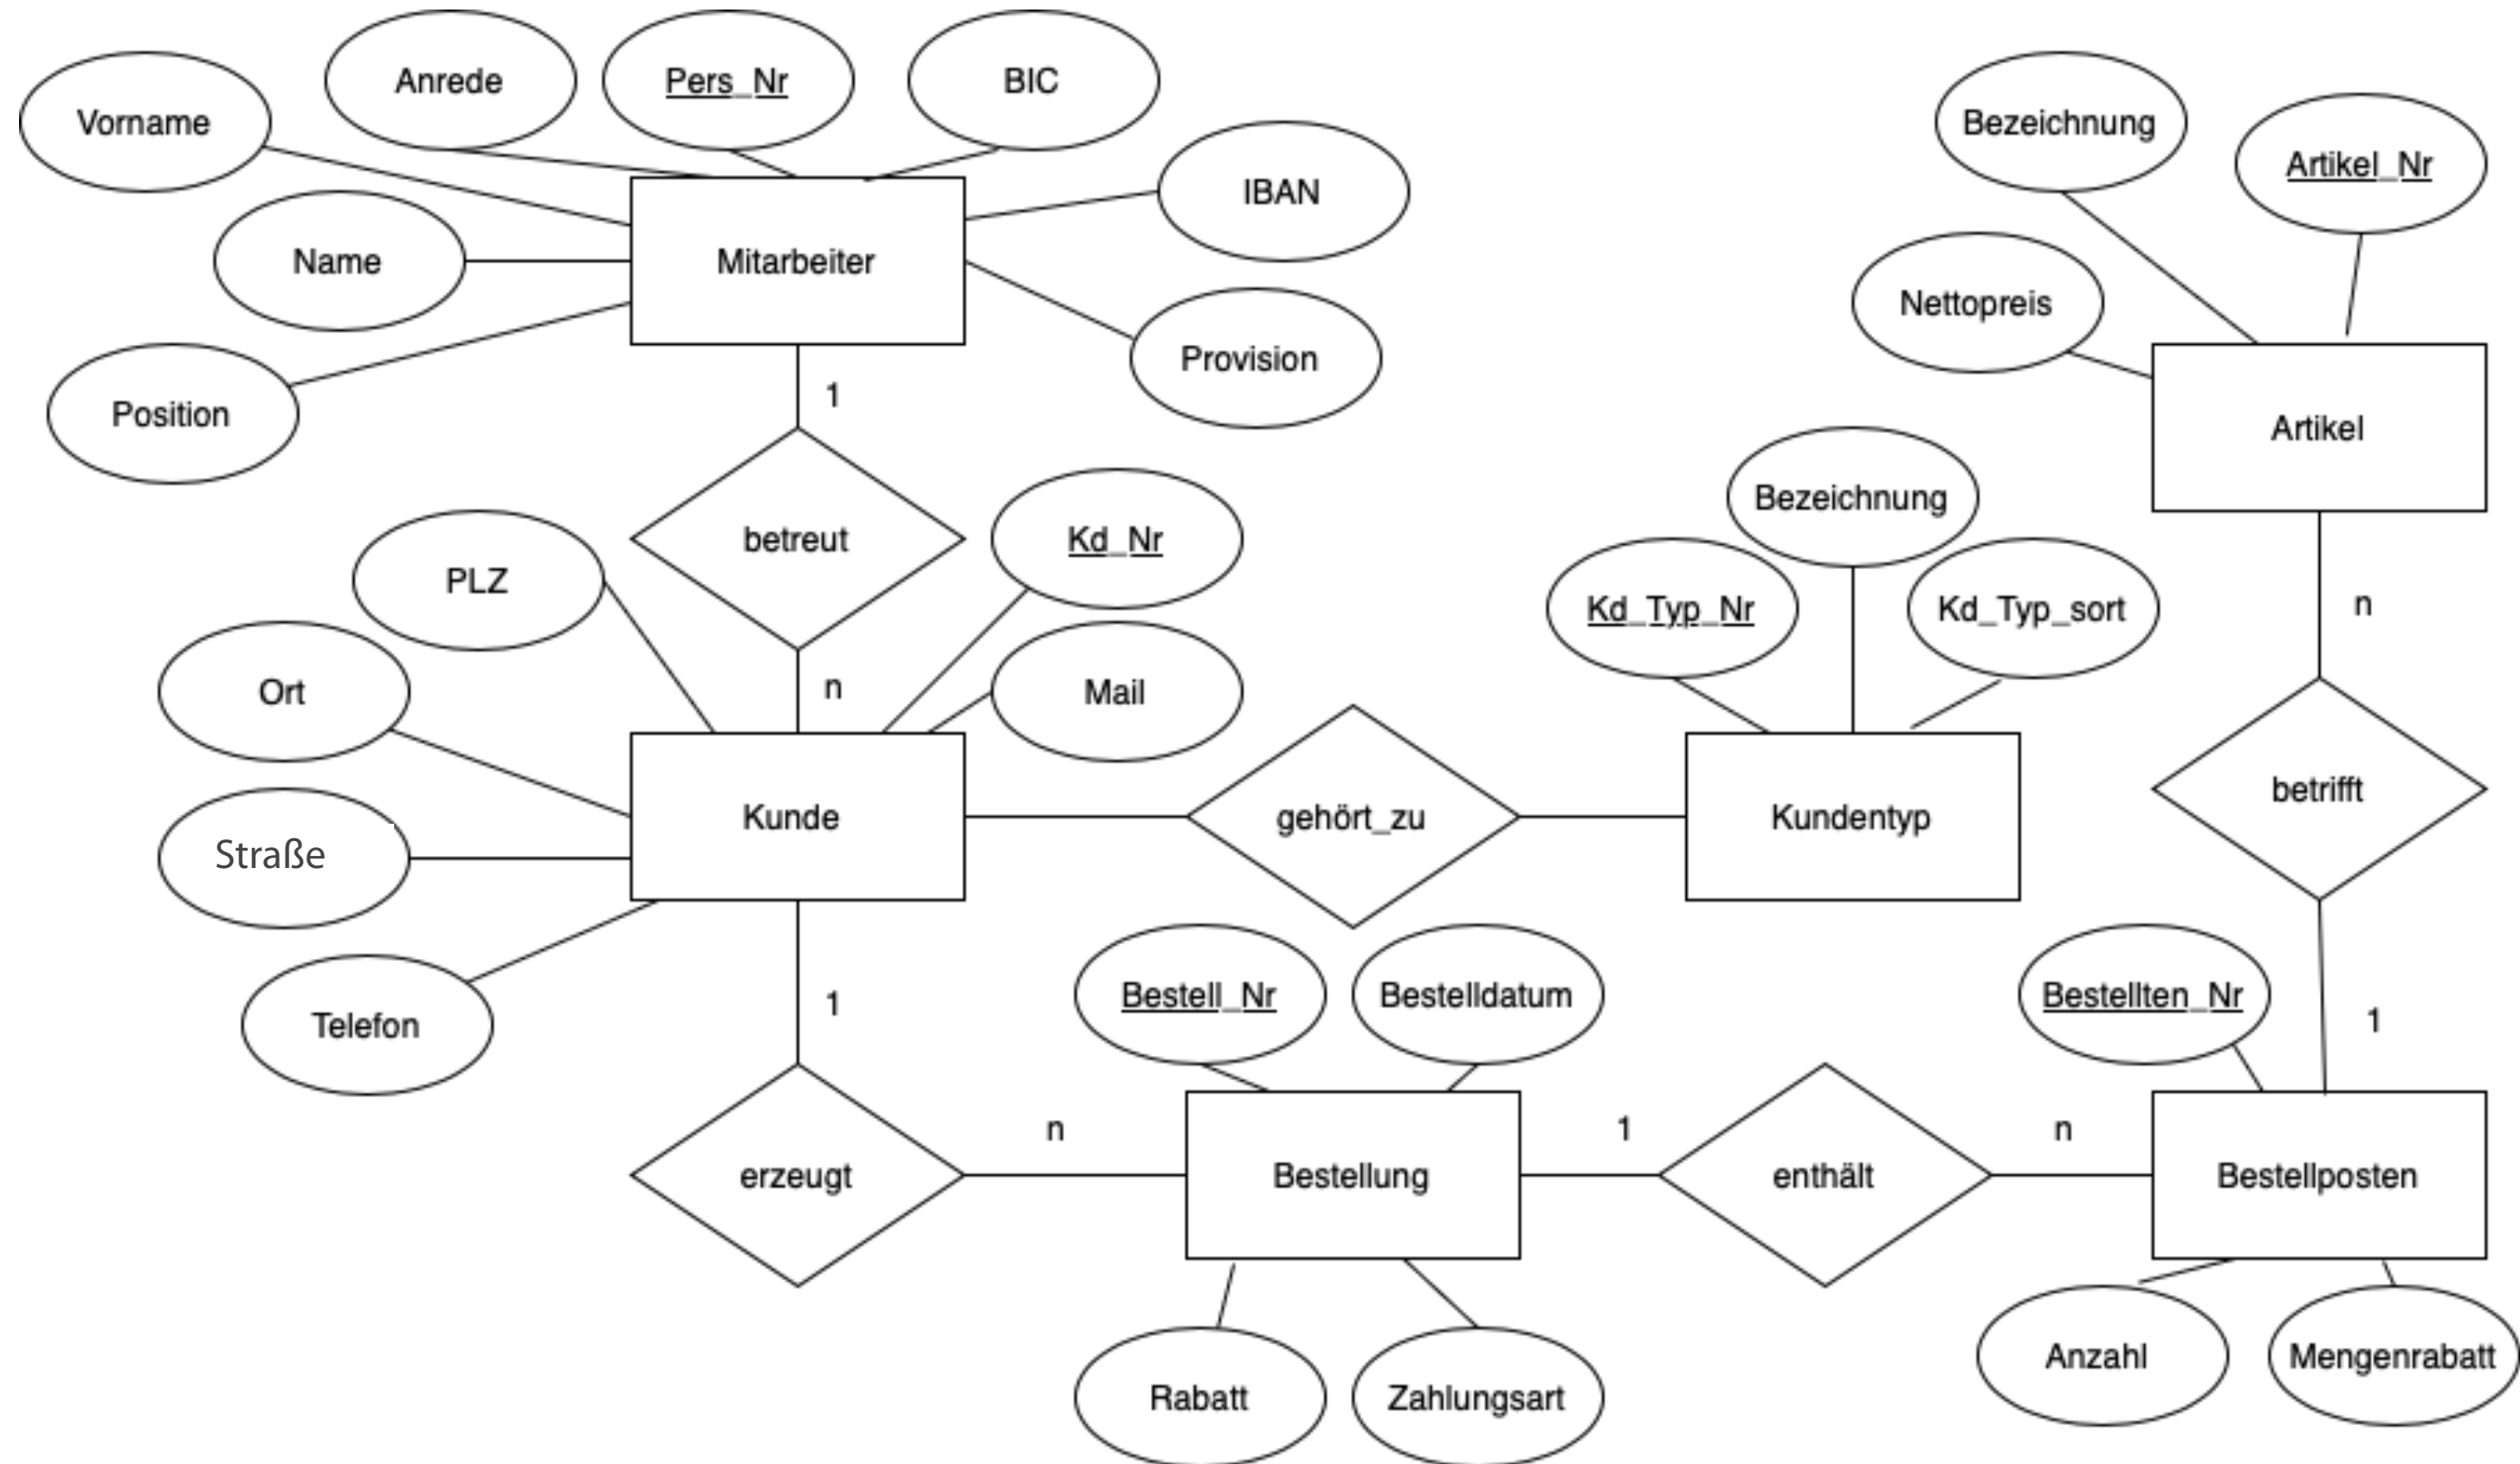 Anrede
Pers_Nr
BIC
Vorname
Bezeichnung
Artikel_Nr
IBAN
Name
Mitarbeiter
Nettopreis
Provision
Position
1
Artikel
Bezeichnung
betreut
Kd_Nr
PLZ
Kd_Typ_Nr
Kd_Typ_sort
n
Ort
n
Mail
betrifft
Kunde
gehört_zu
Kundentyp
Straße
Telefon
1
Bestell_Nr
Bestelldatum
Bestellten_Nr
1
n
1
n
erzeugt
Bestellung
enthält
Bestellposten
Rabatt
Zahlungsart
Anzahl
Mengenrabatt